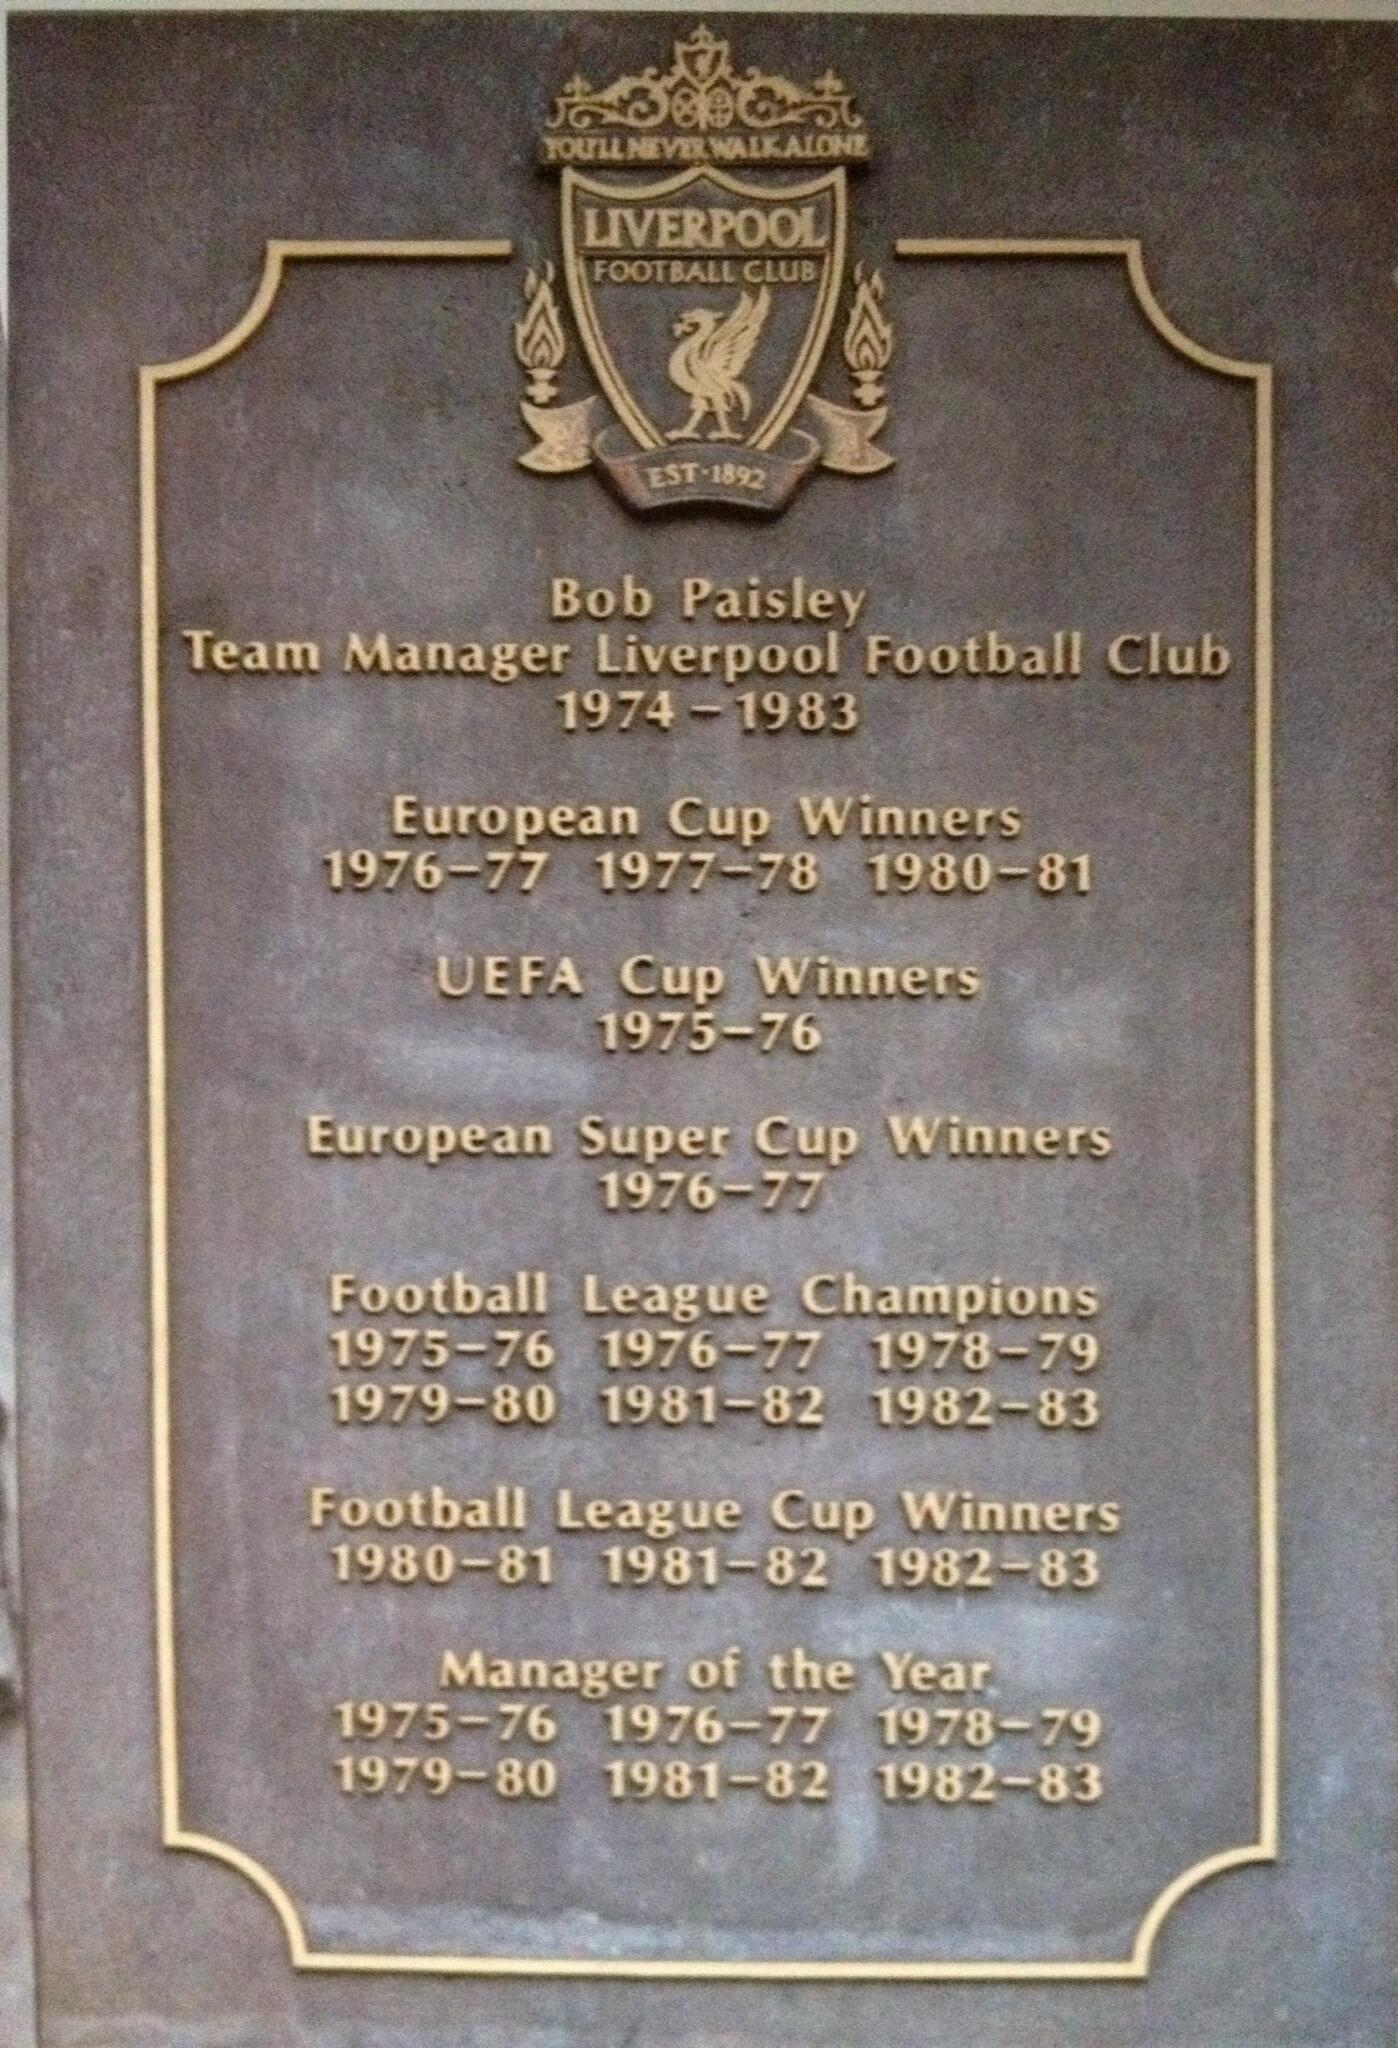 YOU'LL NEVER WALK ALONE
LIVERPOOL
FOOTBALL CLUB
EST·1892
Bob Paisley
Team Manager Liverpool Football Club
1974 – 1983
European Cup Winners
1976–77 1977–78 1980–81
UEFA Cup Winners
1975–76
European Super Cup Winners
1976–77
Football League Champions
1975–76 1976–77 1978–79
1979–80 1981–82 1982–83
Football League Cup Winners
1980–81 1981–82 1982–83
Manager of the Year
1975–76 1976–77 1978–79
1979–80 1981–82 1982–83